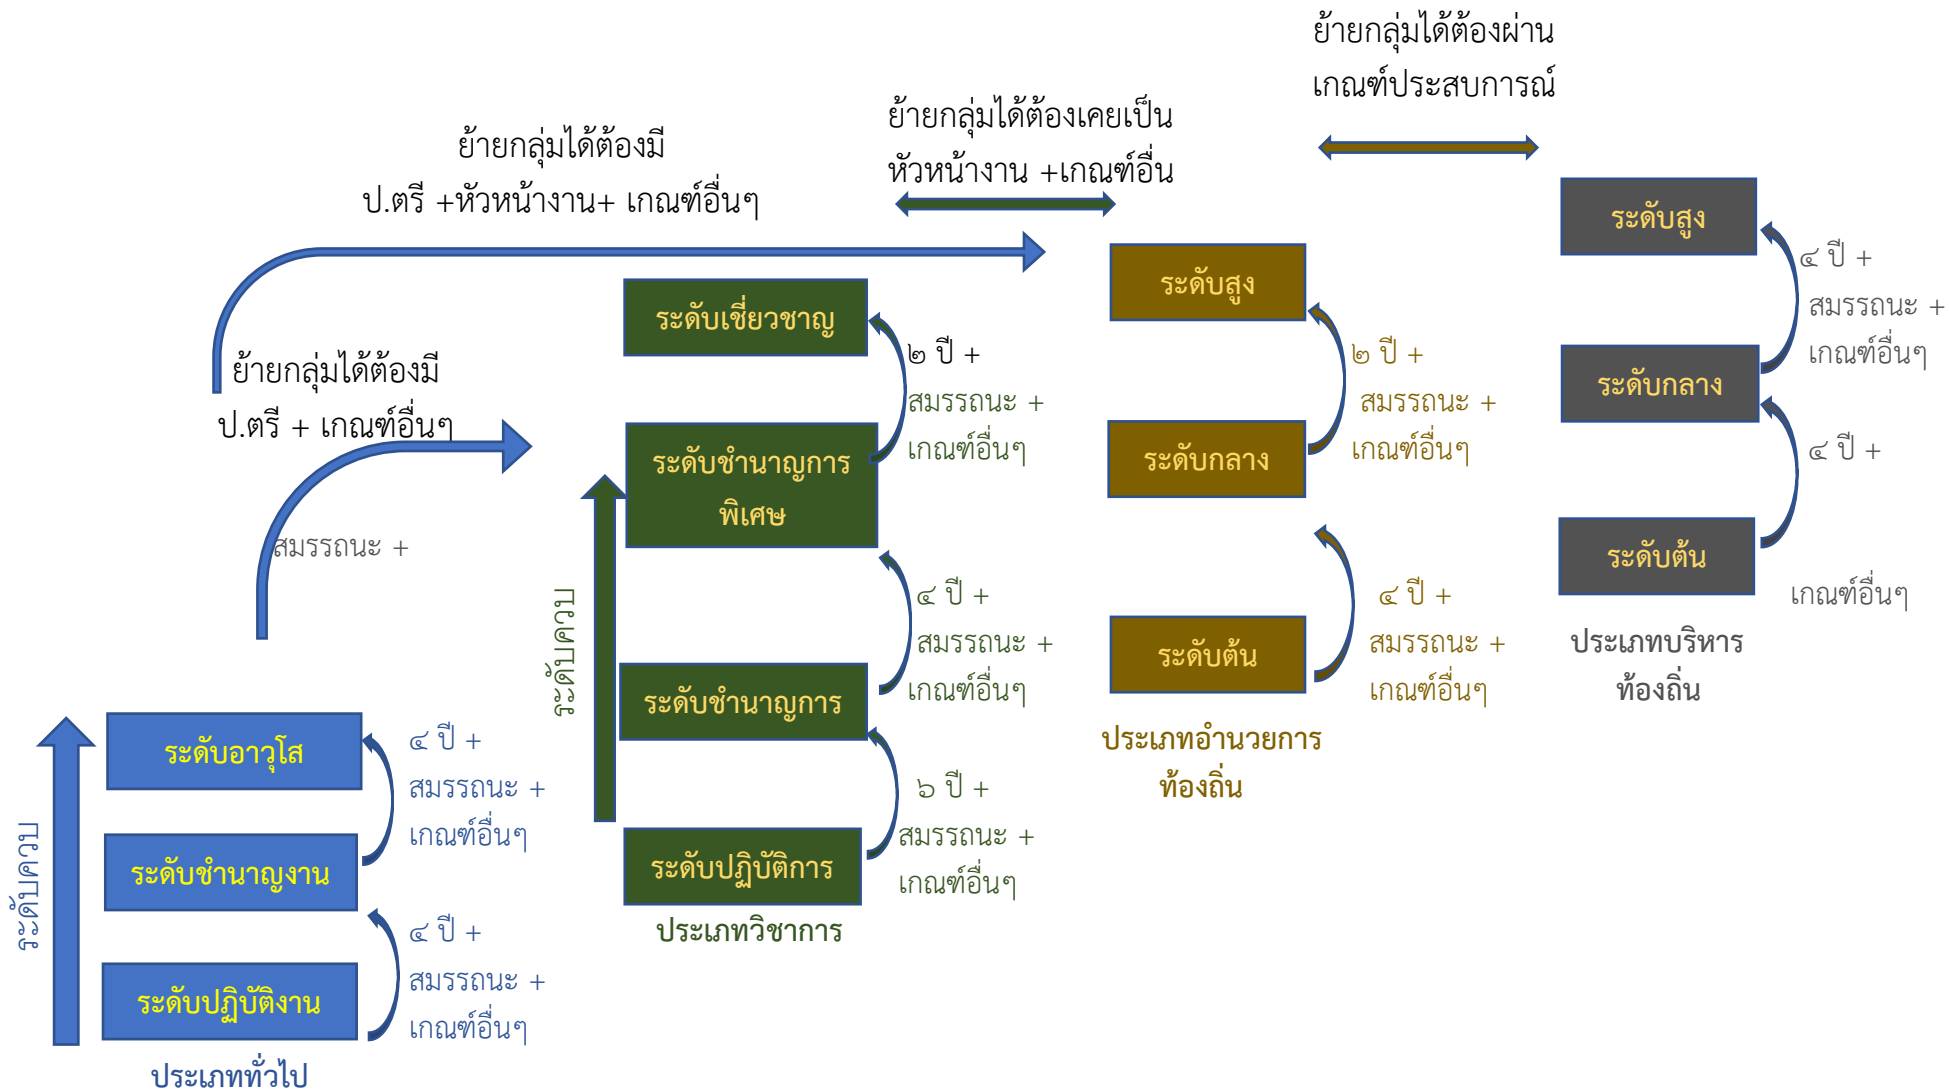 ย้ายกลุ่มได้ต้องผ่าน
เกณฑ์ประสบการณ์
ย้ายกลุ่มได้ต้องเคยเป็น
หัวหน้างาน +เกณฑ์อื่น
ย้ายกลุ่มได้ต้องมี
ป.ตรี +หัวหน้างาน+ เกณฑ์อื่นๆ
ย้ายกลุ่มได้ต้องมี
ป.ตรี + เกณฑ์อื่นๆ
สมรรถนะ +
ระดับควบ
ระดับอาวุโส
๔ ปี +
สมรรถนะ +
เกณฑ์อื่นๆ
ระดับชำนาญงาน
๔ ปี +
สมรรถนะ +
เกณฑ์อื่นๆ
ระดับปฏิบัติงาน
ประเภททั่วไป
ระดับควบ
ระดับเชี่ยวชาญ
๒ ปี +
สมรรถนะ +
เกณฑ์อื่นๆ
ระดับชำนาญการ
พิเศษ
๔ ปี +
สมรรถนะ +
เกณฑ์อื่นๆ
ระดับชำนาญการ
๖ ปี +
สมรรถนะ +
เกณฑ์อื่นๆ
ระดับปฏิบัติการ
ประเภทวิชาการ
ระดับสูง
๒ ปี +
สมรรถนะ +
เกณฑ์อื่นๆ
ระดับกลาง
๔ ปี +
สมรรถนะ +
เกณฑ์อื่นๆ
ระดับต้น
ประเภทอำนวยการ
ท้องถิ่น
ระดับสูง
๔ ปี +
สมรรถนะ +
เกณฑ์อื่นๆ
ระดับกลาง
๔ ปี +
ระดับต้น
เกณฑ์อื่นๆ
ประเภทบริหาร
ท้องถิ่น